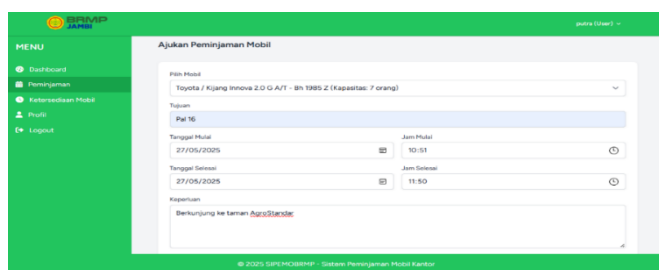 BRMP
JAMBI
putra (User)
MENU
Ajukan Peminjaman Mobil
Dashboard
Peminjaman
Ketersediaan Mobil
Profil
Logout
Pilih Mobil
Toyota / Kijang Innova 2.0 G A/T - Bh 1985 Z (Kapasitas: 7 orang)
Tujuan
Pal 16
Tanggal Mulai Jam Mulai
27/05/2025 10:51
Tanggal Selesai Jam Selesai
27/05/2025 11:50
Keperluan
Berkunjung ke taman AgroStandar
© 2025 SIPEMOBRMP - Sistem Peminjaman Mobil Kantor